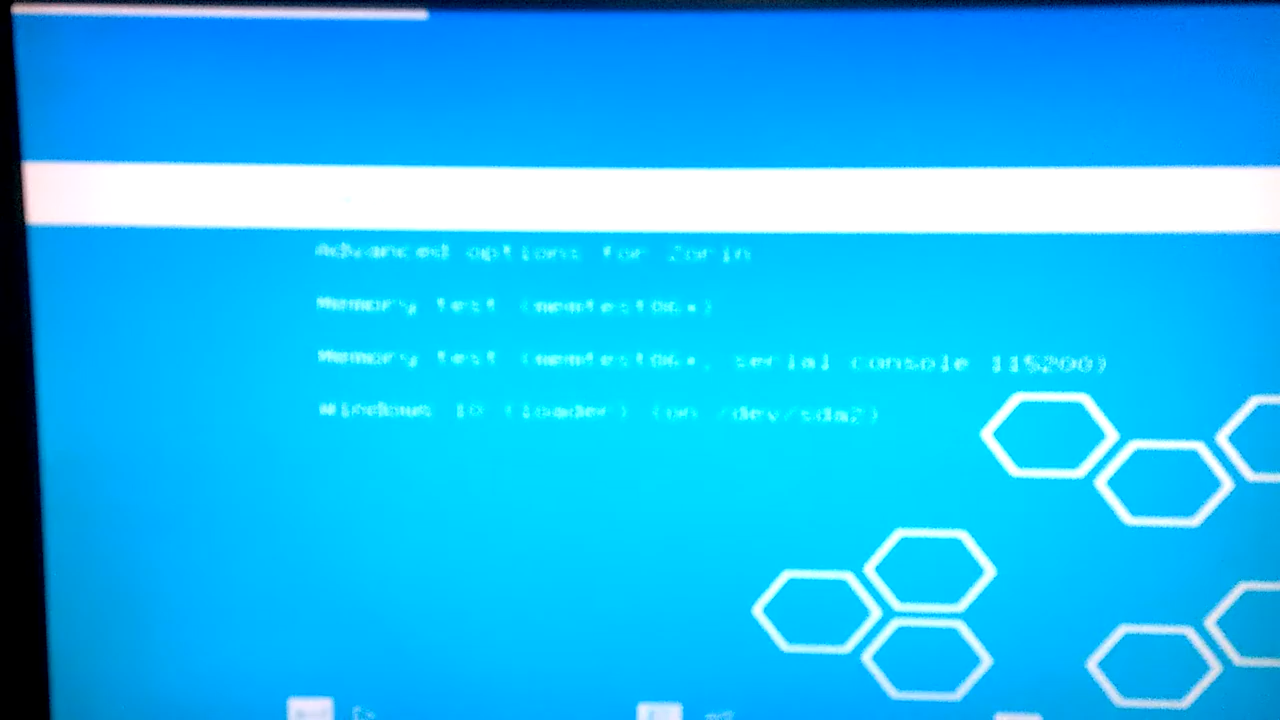 Advanced options for Zorin
Memory test (memtest86+)
Memory test (memtest86+, serial console 115200)
Windows 10 (loader) (on /dev/sda2)